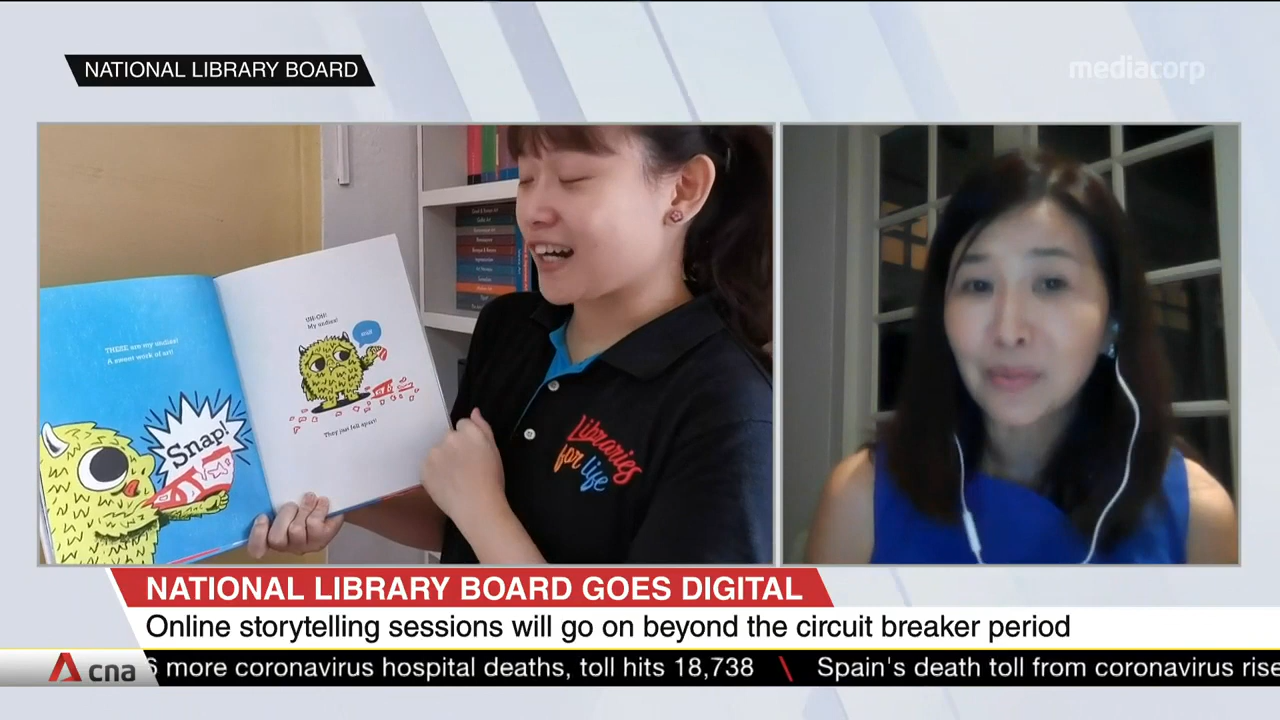 NATIONAL LIBRARY BOARD
mediacorp
THESE are my undies!
A sweet work of art!
Snap!
UH-OH!
My undies!
They just fell apart!
Libraries
for life
NATIONAL LIBRARY BOARD GOES DIGITAL
Online storytelling sessions will go on beyond the circuit breaker period
cna
6 more coronavirus hospital deaths, toll hits 18,738 \ Spain's death toll from coronavirus rise